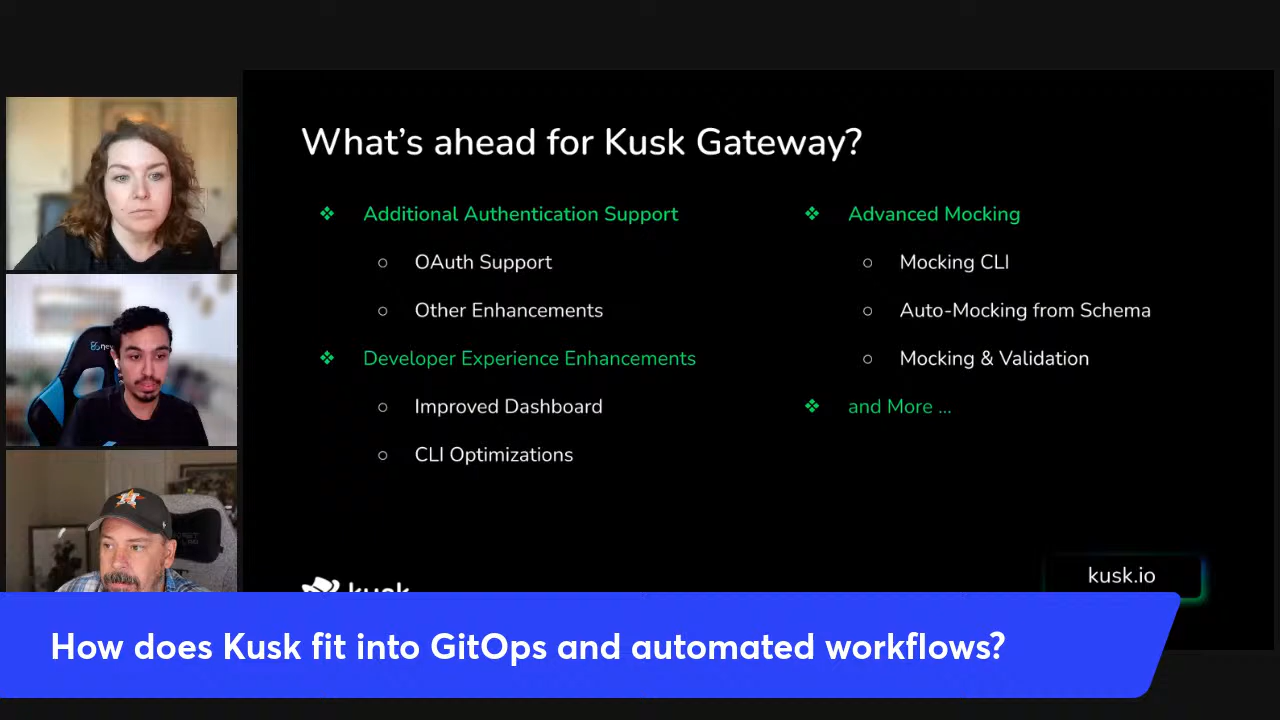 What's ahead for Kusk Gateway?
❖ Additional Authentication Support
○ OAuth Support
○ Other Enhancements
❖ Developer Experience Enhancements
○ Improved Dashboard
○ CLI Optimizations
❖ Advanced Mocking
○ Mocking CLI
○ Auto-Mocking from Schema
○ Mocking & Validation
❖ and More ...
kusk
kusk.io
How does Kusk fit into GitOps and automated workflows?